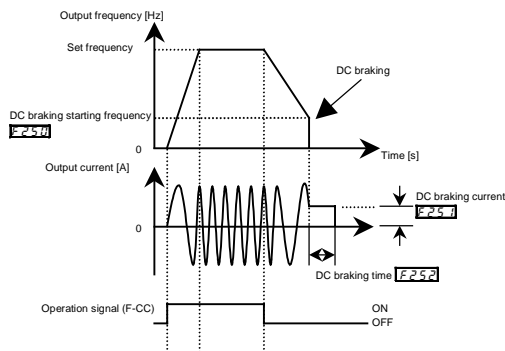 Output frequency [Hz]
Set frequency
DC braking
DC braking starting frequency
F250
0
Time [s]
Output current [A]
DC braking current
F251
0
DC braking time F252
Operation signal (F-CC)
ON
OFF